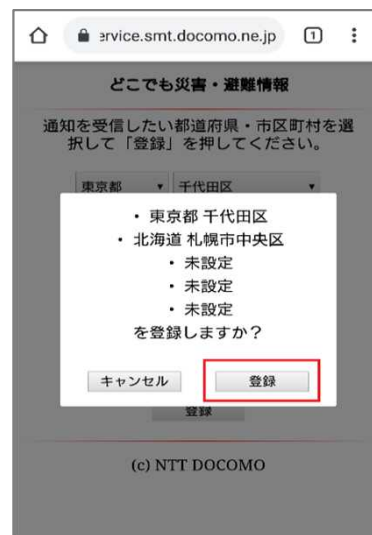 ervice.smt.docomo.ne.jp 1
どこでも災害・避難情報
通知を受信したい都道府県・市区町村を選
択して「登録」を押してください。
東京都 ▼ 千代田区 ▼
・ 東京都 千代田区
・ 北海道 札幌市中央区
・ 未設定
・ 未設定
・ 未設定
を登録しますか？
キャンセル 登録
登録
(c) NTT DOCOMO